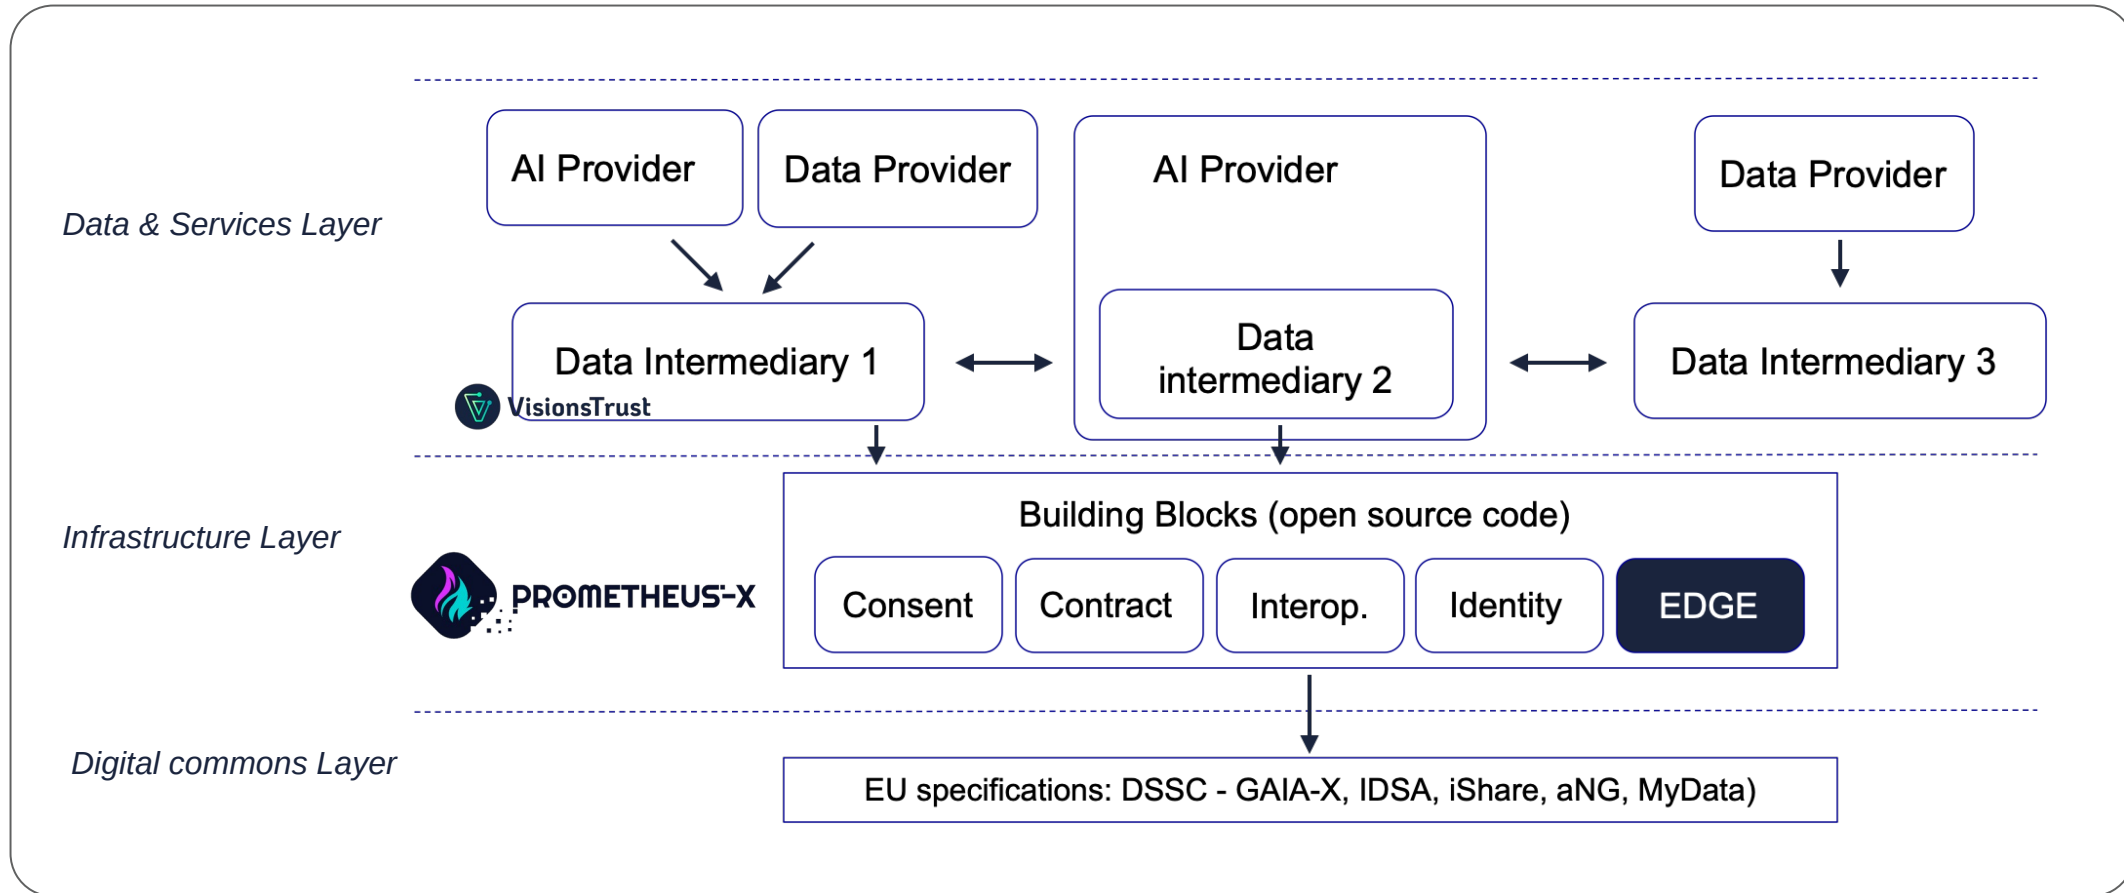 AI Provider
Data Provider
AI Provider
Data Provider
Data & Services Layer
Data Intermediary 1
Data
intermediary 2
Data Intermediary 3
VisionsTrust
Building Blocks (open source code)
Infrastructure Layer
PROMETHEUS-X
Consent
Contract
Interop.
Identity
EDGE
Digital commons Layer
EU specifications: DSSC - GAIA-X, IDSA, iShare, aNG, MyData)